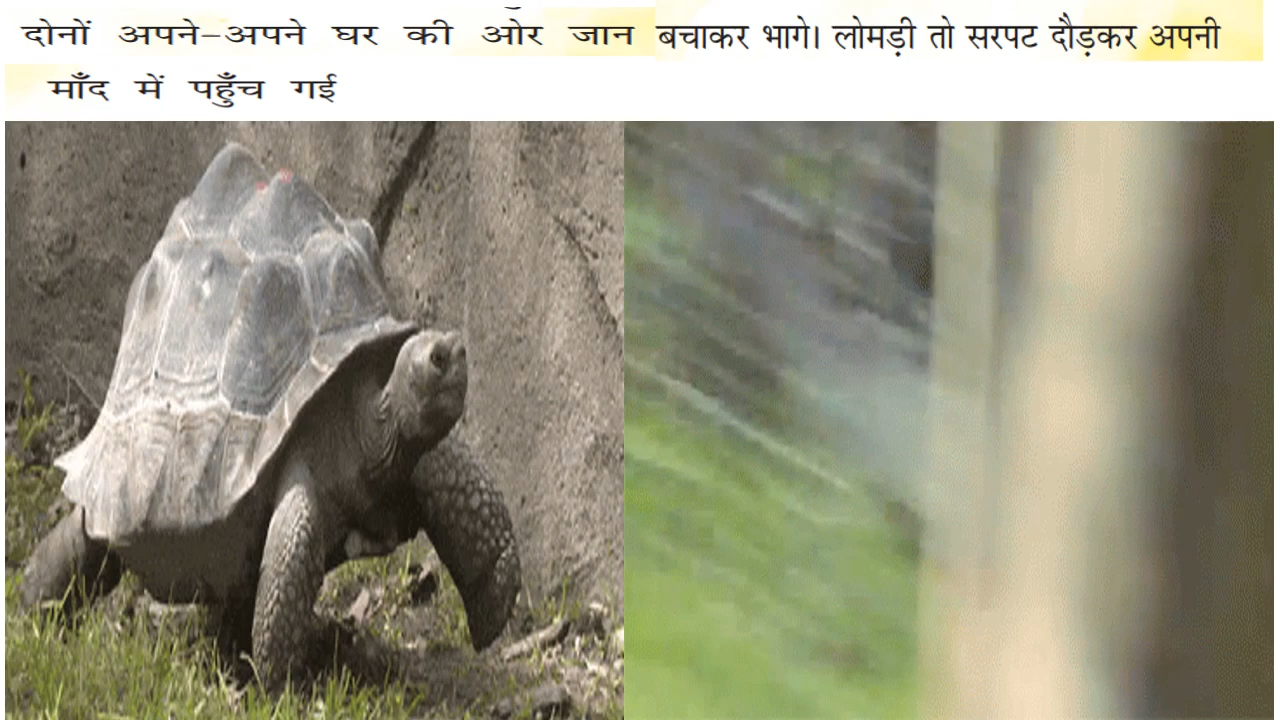 दोनों अपने-अपने घर की ओर जान बचाकर भागे। लोमड़ी तो सरपट दौड़कर अपनी
माँद में पहुँच गई